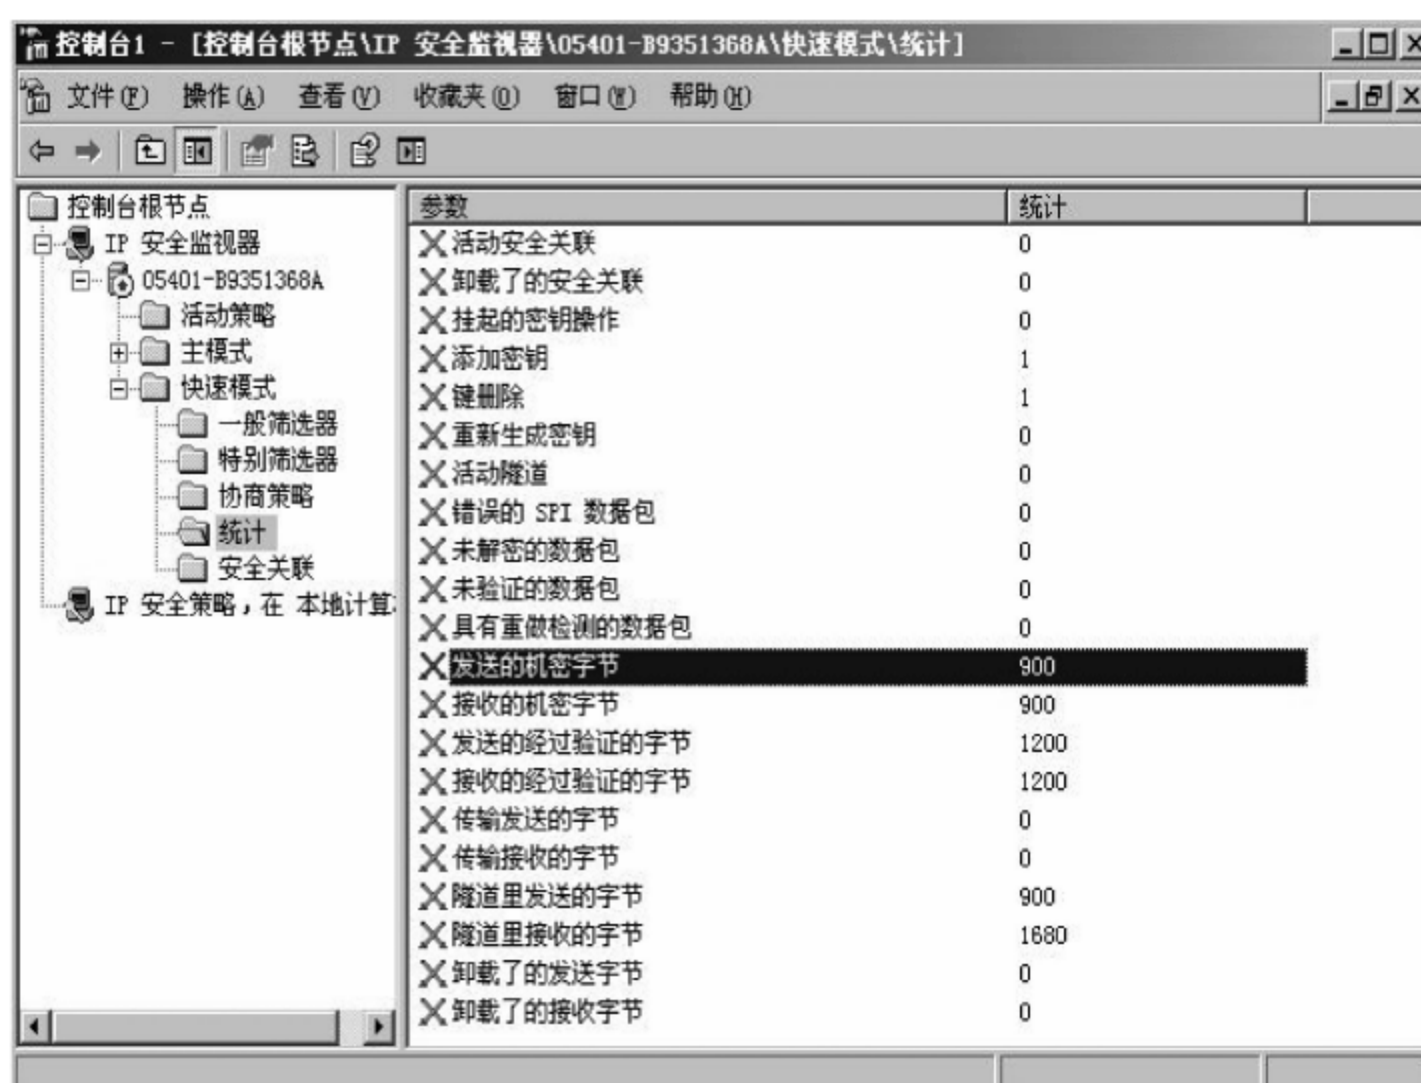 控制台1 - [控制台根节点\IP 安全监视器\05401-B9351368A\快速模式\统计]
文件(F) 操作(A) 查看(V) 收藏夹(O) 窗口(W) 帮助(H)
控制台根节点
IP 安全监视器
05401-B9351368A
活动策略
主模式
快速模式
一般筛选器
特别筛选器
协商策略
统计
安全关联
IP 安全策略，在 本地计算
参数 统计
活动安全关联 0
卸载了的安全关联 0
挂起的密钥操作 0
添加密钥 1
键删除 1
重新生成密钥 0
活动隧道 0
错误的 SPI 数据包 0
未解密的数据包 0
未验证的数据包 0
具有重做检测的数据包 0
发送的机密字节 900
接收的机密字节 900
发送的经过验证的字节 1200
接收的经过验证的字节 1200
传输发送的字节 0
传输接收的字节 0
隧道里发送的字节 900
隧道里接收的字节 1680
卸载了的发送字节 0
卸载了的接收字节 0